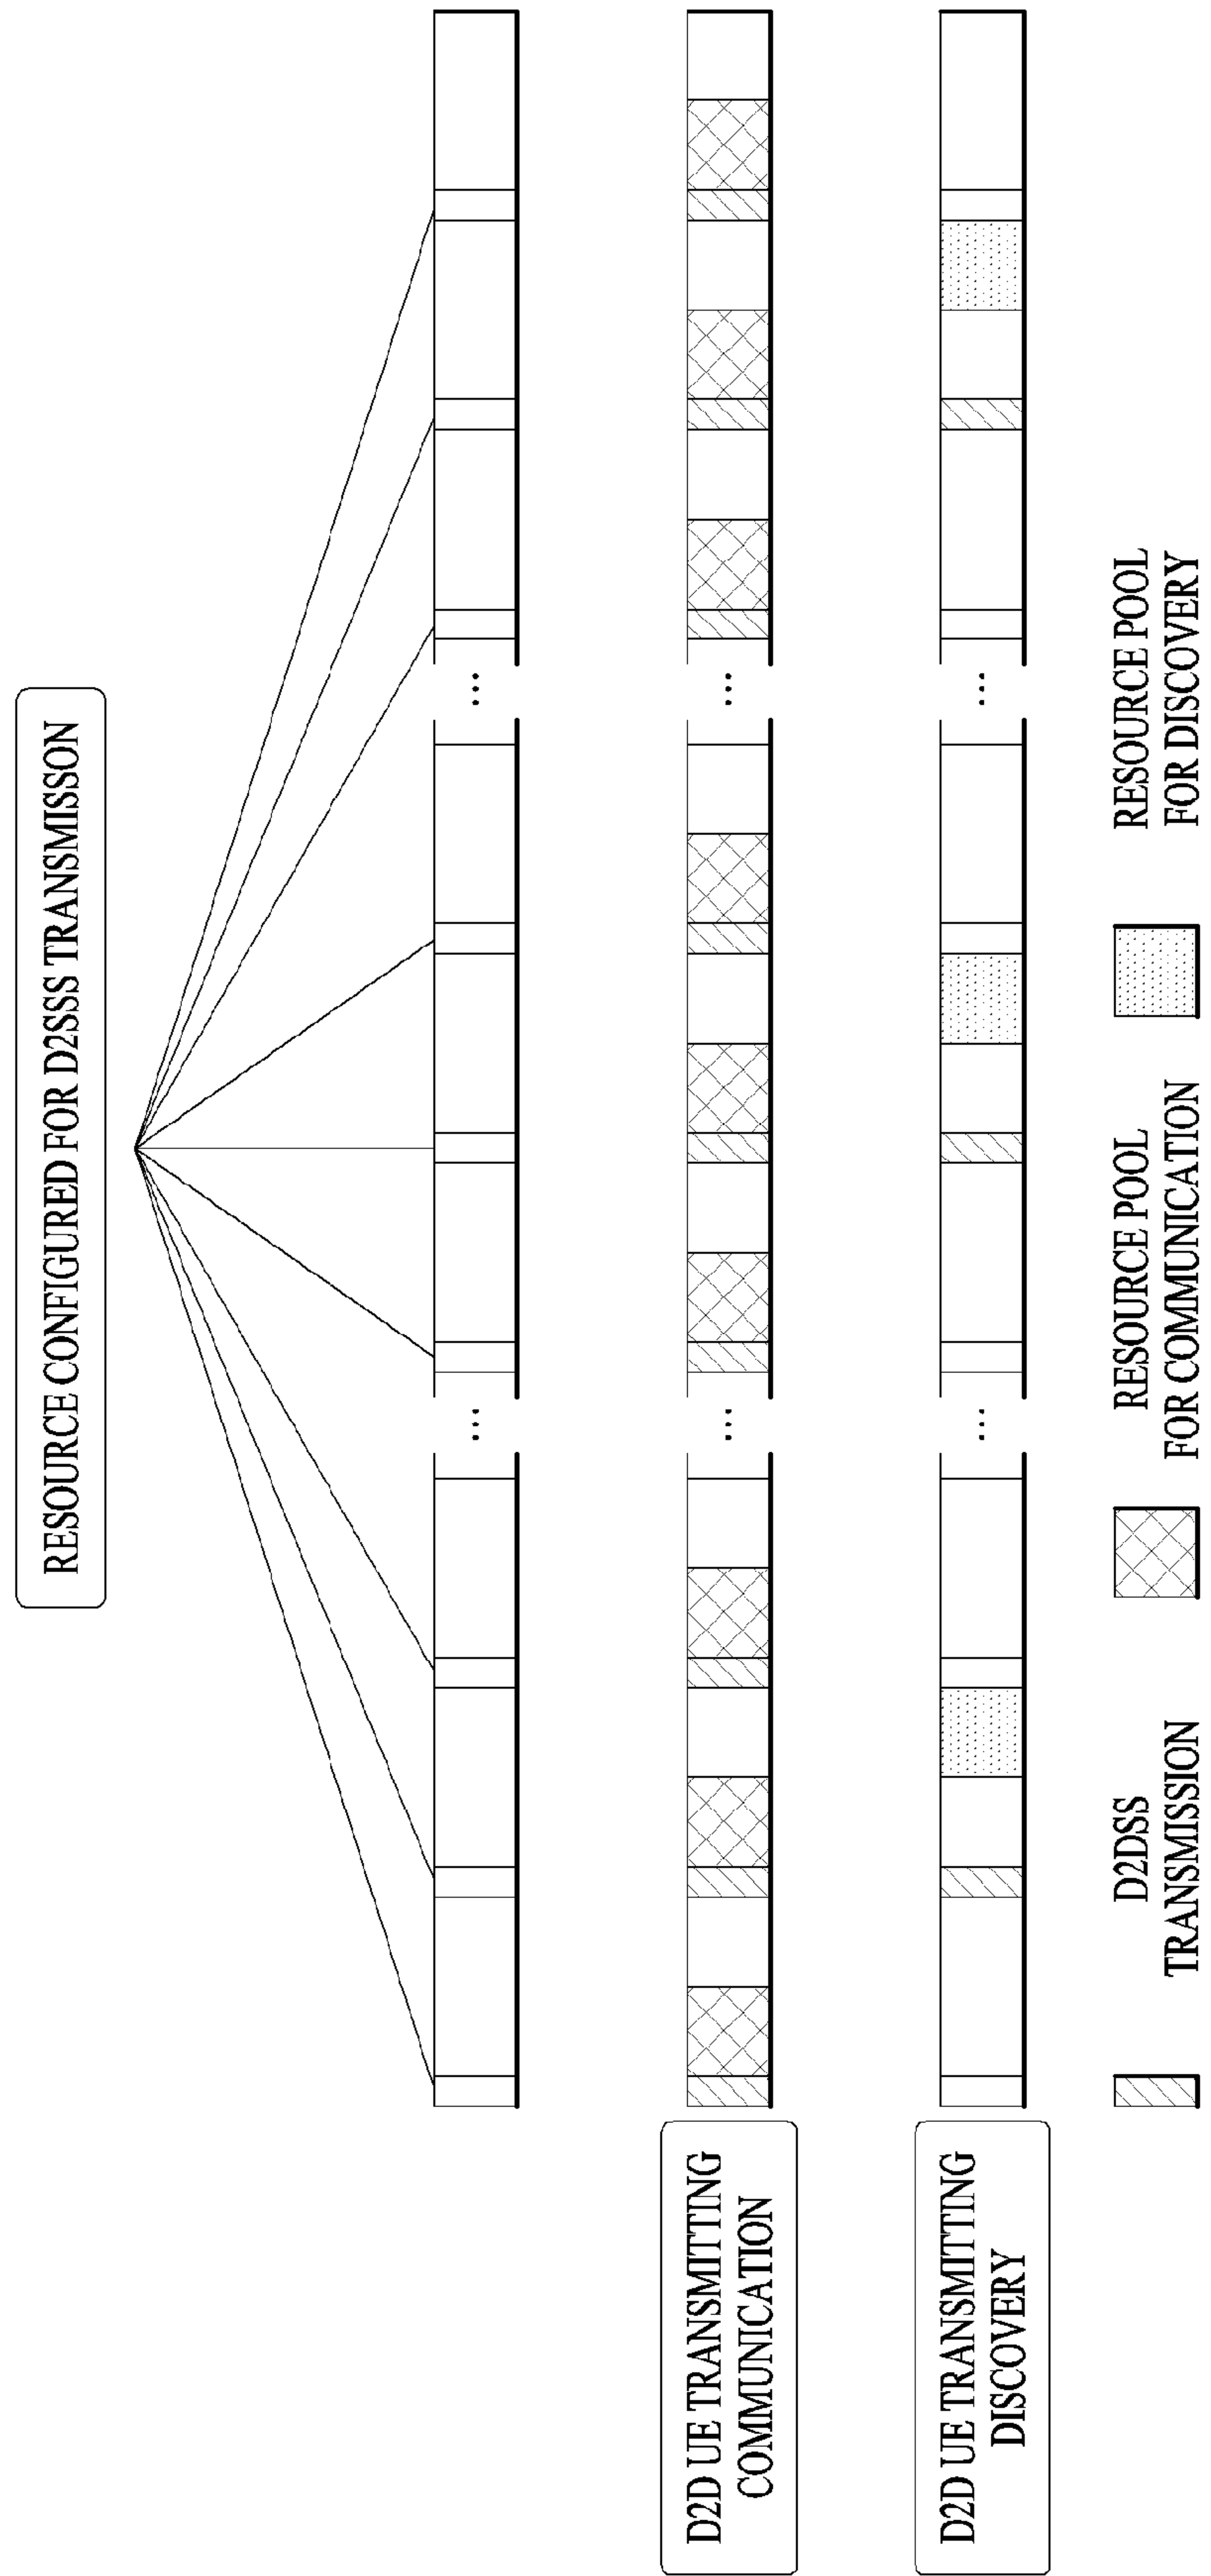 RESOURCE CONFIGURED FOR D2SSS TRANSMISSON
...
...
D2D UE TRANSMITTING
COMMUNICATION
...
...
D2D UE TRANSMITTING
DISCOVERY
...
...
D2DSS
TRANSMISSION
RESOURCE POOL
FOR COMMUNICATION
RESOURCE POOL
FOR DISCOVERY